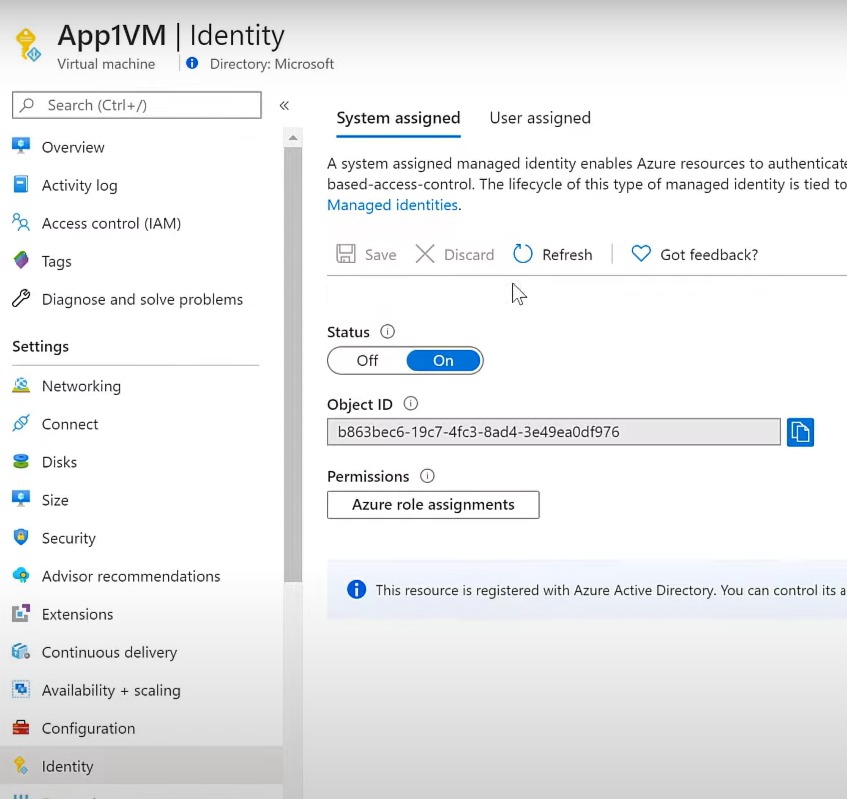 App1VM | Identity
Virtual machine
Directory: Microsoft
Search (Ctrl+/)
«
Overview
Activity log
Access control (IAM)
Tags
Diagnose and solve problems
Settings
Networking
Connect
Disks
Size
Security
Advisor recommendations
Extensions
Continuous delivery
Availability + scaling
Configuration
Identity
System assigned
User assigned
A system assigned managed identity enables Azure resources to authenticate
based-access-control. The lifecycle of this type of managed identity is tied to
Managed identities.
Save
Discard
Refresh
Got feedback?
Status
Off
On
Object ID
b863bec6-19c7-4fc3-8ad4-3e49ea0df976
Permissions
Azure role assignments
This resource is registered with Azure Active Directory. You can control its a